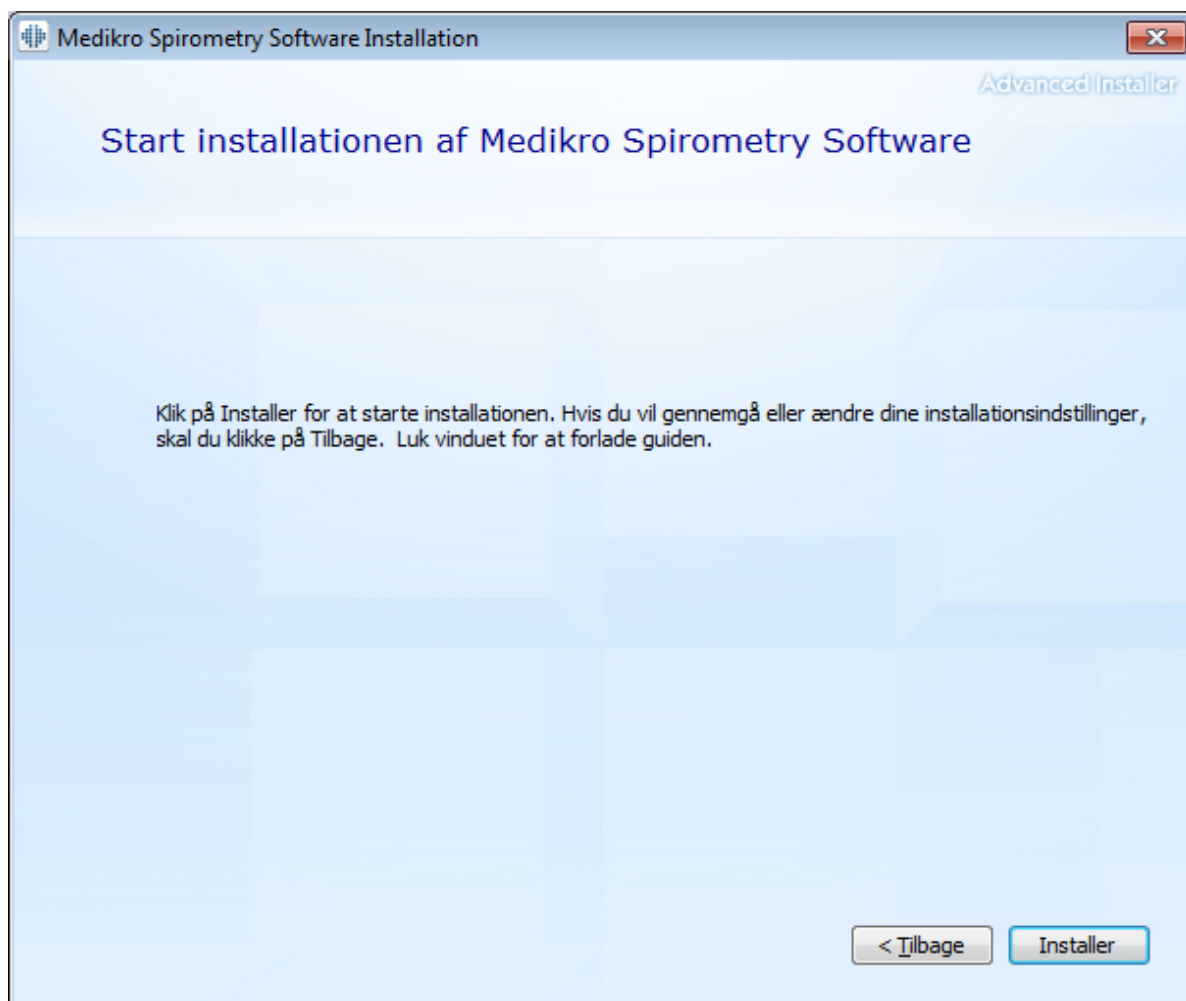 Medikro Spirometry Software Installation
Advanced Installer
Start installationen af Medikro Spirometry Software
Klik på Installer for at starte installationen. Hvis du vil gennemgå eller ændre dine installationsindstillinger,
skal du klikke på Tilbage.  Luk vinduet for at forlade guiden.
< Tilbage
Installer